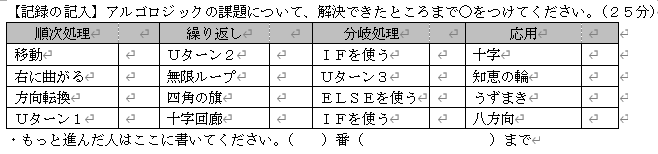 【記録の記入】アルゴロジックの課題について、解決できたところまで〇をつけてください。（２５分）
順次処理 繰り返し 分岐処理 応用
移動 Ｕターン２ ＩＦを使う 十字
右に曲がる 無限ループ Ｕターン３ 知恵の輪
方向転換 四角の旗 ＥＬＳＥを使う うずまき
Ｕターン１ 十字回廊 ＩＦを使う 八方向
・もっと進んだ人はここに書いてください。（　　）番（　　　　　　　　　）まで